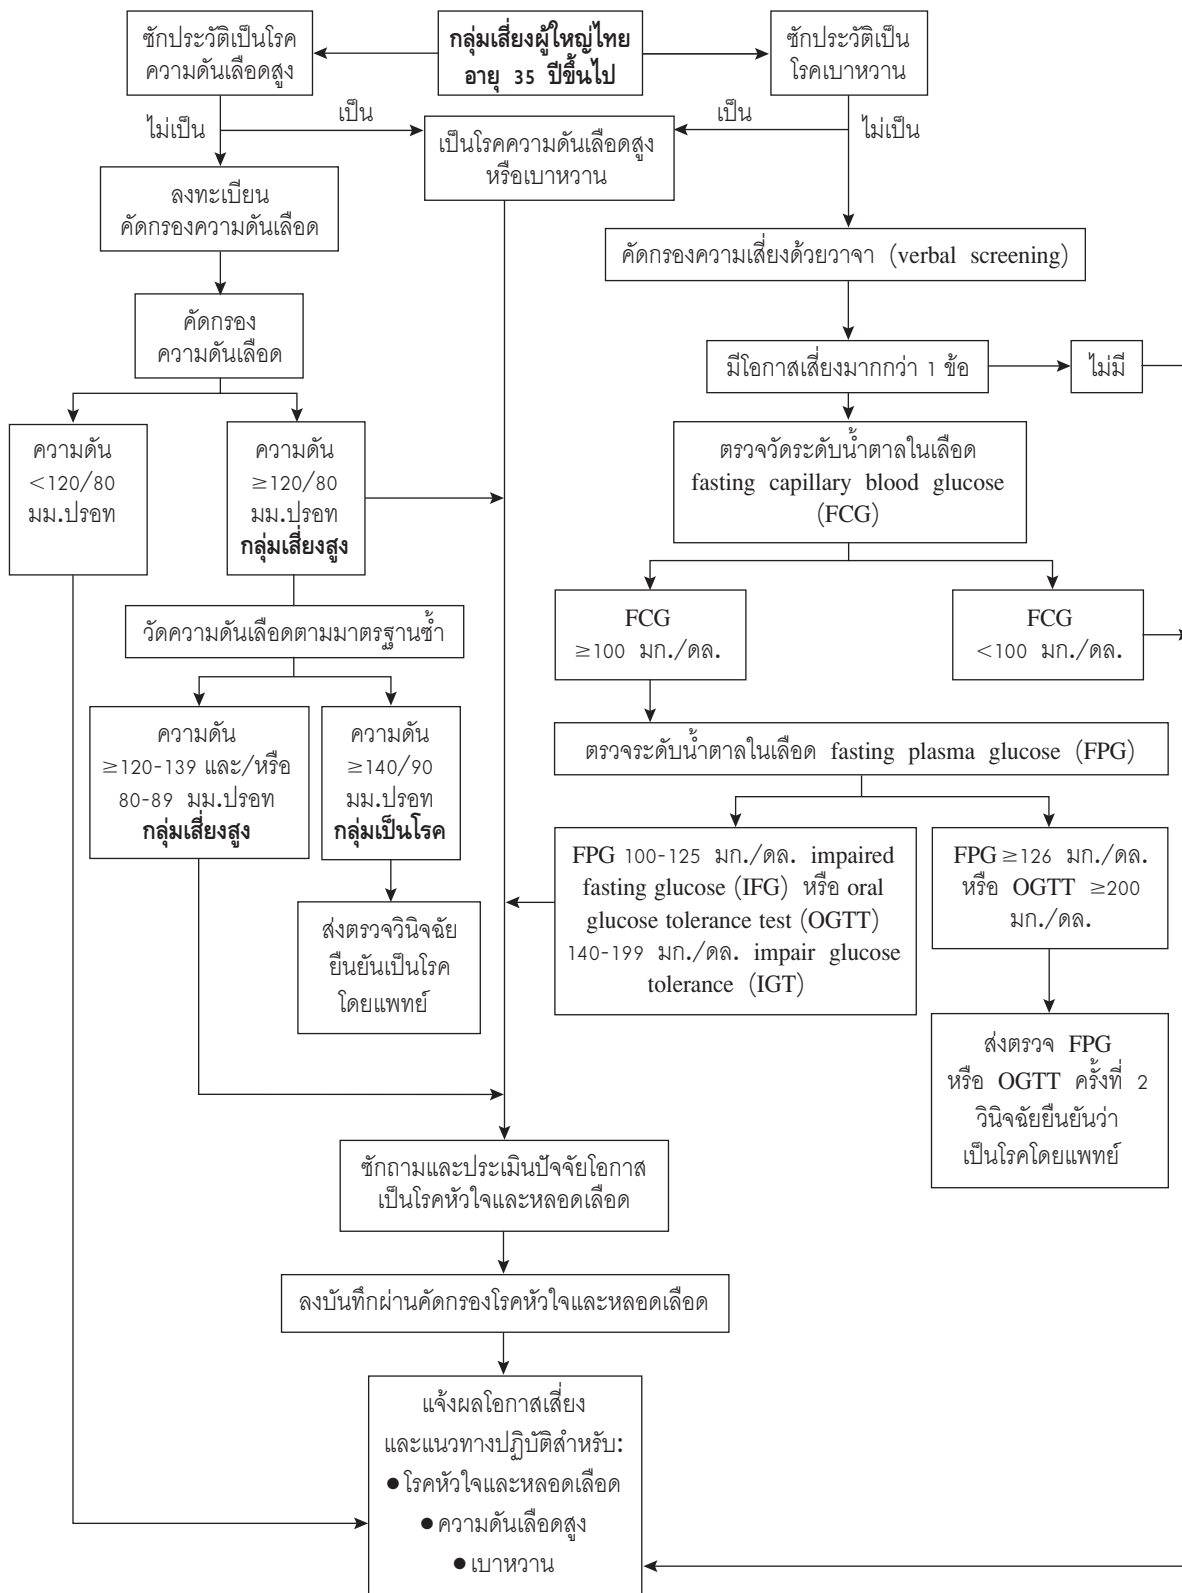 ซักประวัติเป็นโรค
ความดันเลือดสูง
กลุ่มเสี่ยงผู้ใหญ่ไทย
อายุ 35 ปีขึ้นไป
ซักประวัติเป็น
โรคเบาหวาน
ไม่เป็น
เป็น
เป็น
ไม่เป็น
เป็นโรคความดันเลือดสูง
หรือเบาหวาน
ลงทะเบียน
คัดกรองความดันเลือด
คัดกรองความเสี่ยงด้วยวาจา (verbal screening)
คัดกรอง
ความดันเลือด
มีโอกาสเสี่ยงมากกว่า 1 ข้อ
ไม่มี
ความดัน
<120/80
มม.ปรอท
ความดัน
≥120/80
มม.ปรอท
กลุ่มเสี่ยงสูง
ตรวจวัดระดับน้ำตาลในเลือด
fasting capillary blood glucose
(FCG)
วัดความดันเลือดตามมาตรฐานซ้ำ
FCG
≥100 มก./ดล.
FCG
<100 มก./ดล.
ความดัน
≥120-139 และ/หรือ
80-89 มม.ปรอท
กลุ่มเสี่ยงสูง
ความดัน
≥140/90
มม.ปรอท
กลุ่มเป็นโรค
ตรวจระดับน้ำตาลในเลือด fasting plasma glucose (FPG)
FPG 100-125 มก./ดล. impaired
fasting glucose (IFG) หรือ oral
glucose tolerance test (OGTT)
140-199 มก./ดล. impair glucose
tolerance (IGT)
FPG ≥126 มก./ดล.
หรือ OGTT ≥200
มก./ดล.
ส่งตรวจวินิจฉัย
ยืนยันเป็นโรค
โดยแพทย์
ส่งตรวจ FPG
หรือ OGTT ครั้งที่ 2
วินิจฉัยยืนยันว่า
เป็นโรคโดยแพทย์
ซักถามและประเมินปัจจัยโอกาส
เป็นโรคหัวใจและหลอดเลือด
ลงบันทึกผ่านคัดกรองโรคหัวใจและหลอดเลือด
แจ้งผลโอกาสเสี่ยง
และแนวทางปฏิบัติสำหรับ:
● โรคหัวใจและหลอดเลือด
● ความดันเลือดสูง
● เบาหวาน